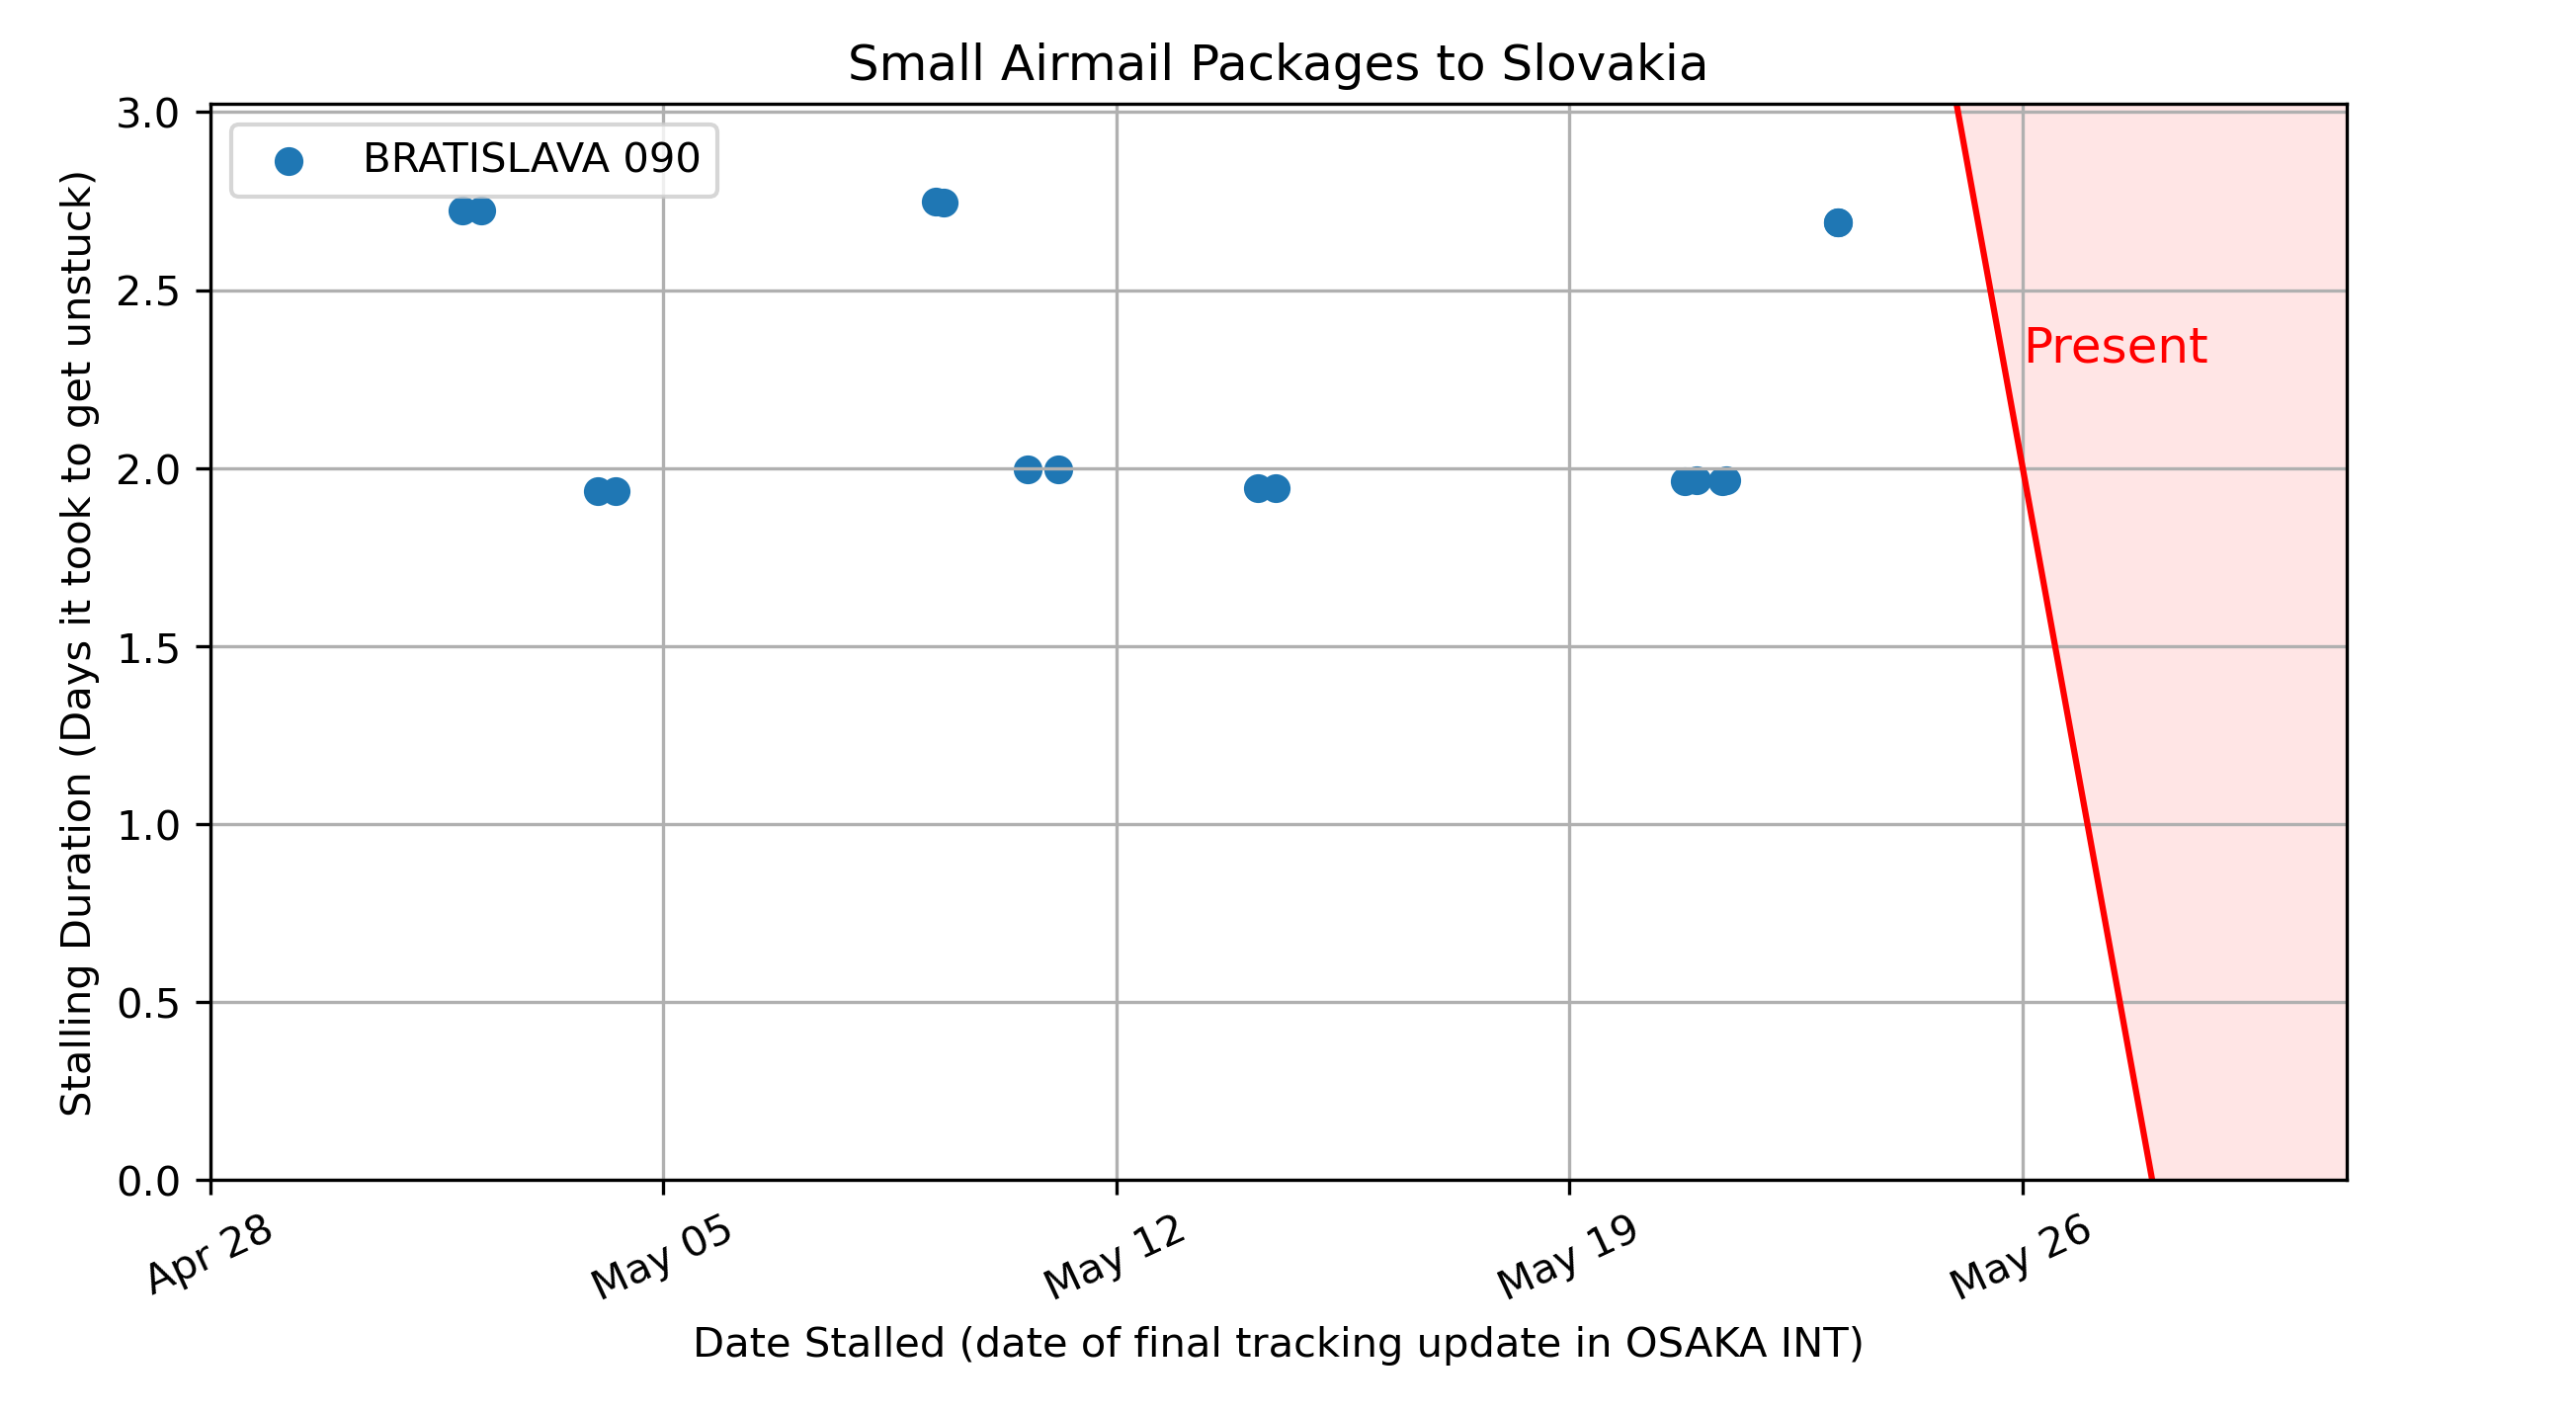 Small Airmail Packages to Slovakia
BRATISLAVA 090
Present
Stalling Duration (Days it took to get unstuck)
3.0
2.5
2.0
1.5
1.0
0.5
0.0
Apr 28
May 05
May 12
May 19
May 26
Date Stalled (date of final tracking update in OSAKA INT)